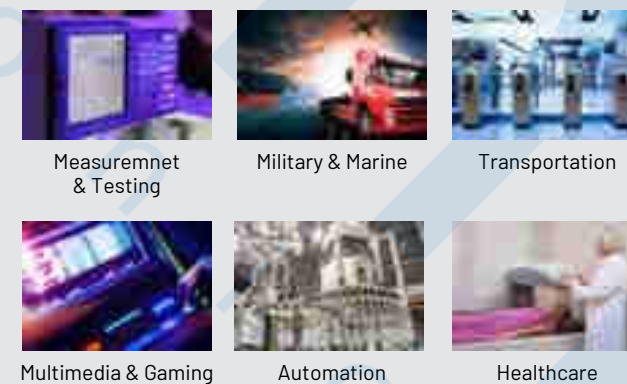 Measuremnet
& Testing
Military & Marine
Transportation
Multimedia & Gaming
Automation
Healthcare